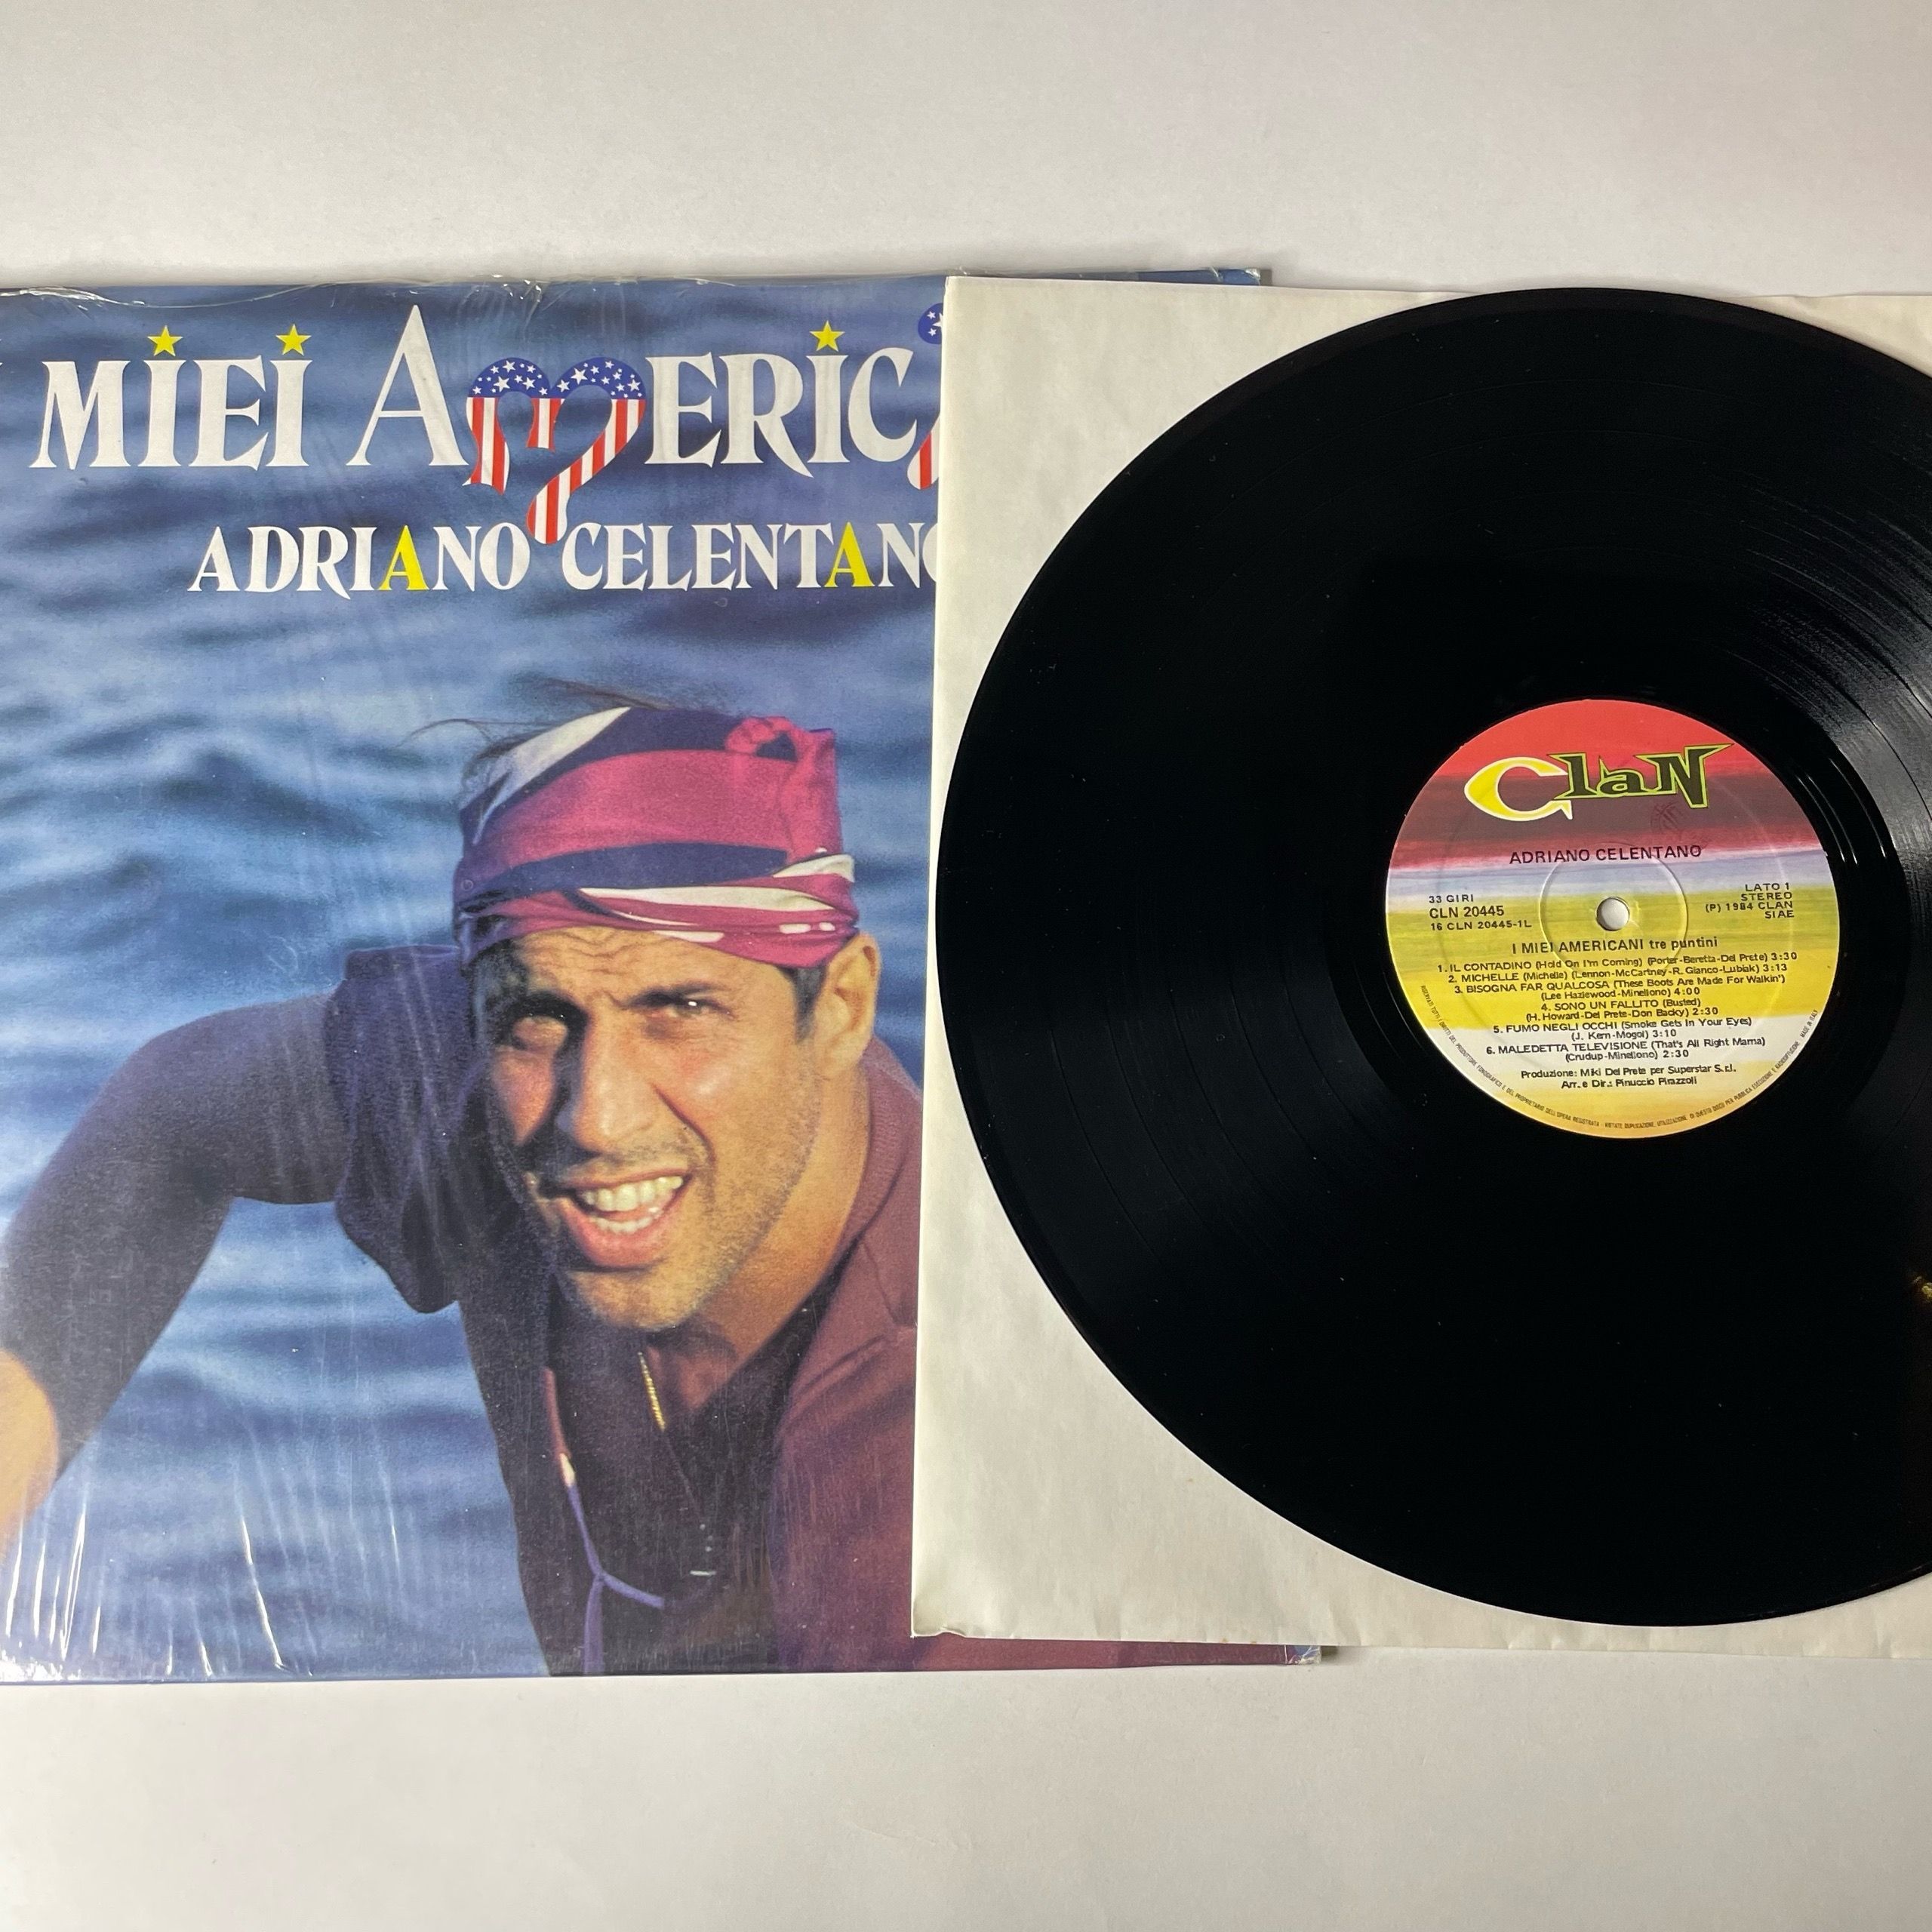 I MIEI AMERIC
ADRIANO CELENTANO
Clan
ADRIANO CELENTANO
33 GIRI
CLN 20445
16 CLN 20445-1L
LATO 1
STEREO
(P) 1984 CLAN
SIAE
I MIEI AMERICANI tre puntini
1. IL CONTADINO (Hold On I'm Coming) (Porter-Beretta-Del Prete) 3:30
2. MICHELLE (Michelle) (Lennon-McCartney-R. Gianco-Lubiak) 3:13
3. BISOGNA FAR QUALCOSA (These Boots Are Made For Walkin')
(Lee Hazlewood-Minellono) 4:00
4. SONO UN FALLITO (Busted)
(H. Howard-Del Prete-Don Backy) 2:30
5. FUMO NEGLI OCCHI (Smoke Gets In Your Eyes)
(J. Kern-Mogol) 3:10
6. MALEDETTA TELEVISIONE (That's All Right Mama)
(Crudup-Minellono) 2:30
Produzione: Miki Del Prete per Superstar S.r.l.
Arr. e Dir.: Pinuccio Pirazzoli